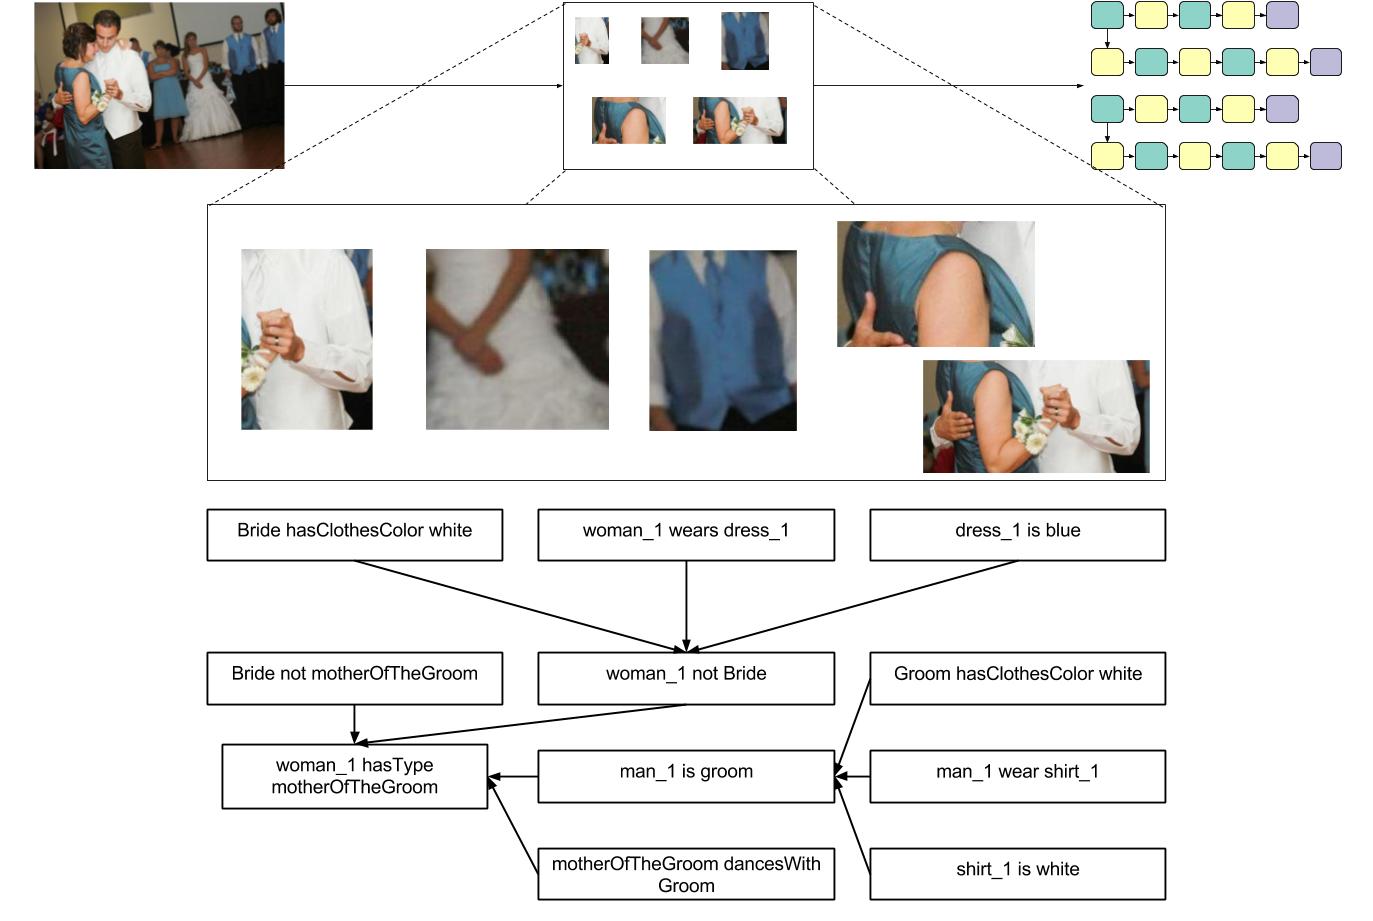 Bride hasClothesColor white
woman_1 wears dress_1
dress_1 is blue
Bride not motherOfTheGroom
woman_1 not Bride
Groom hasClothesColor white
woman_1 hasType
motherOfTheGroom
man_1 is groom
man_1 wear shirt_1
motherOfTheGroom dancesWith
Groom
shirt_1 is white